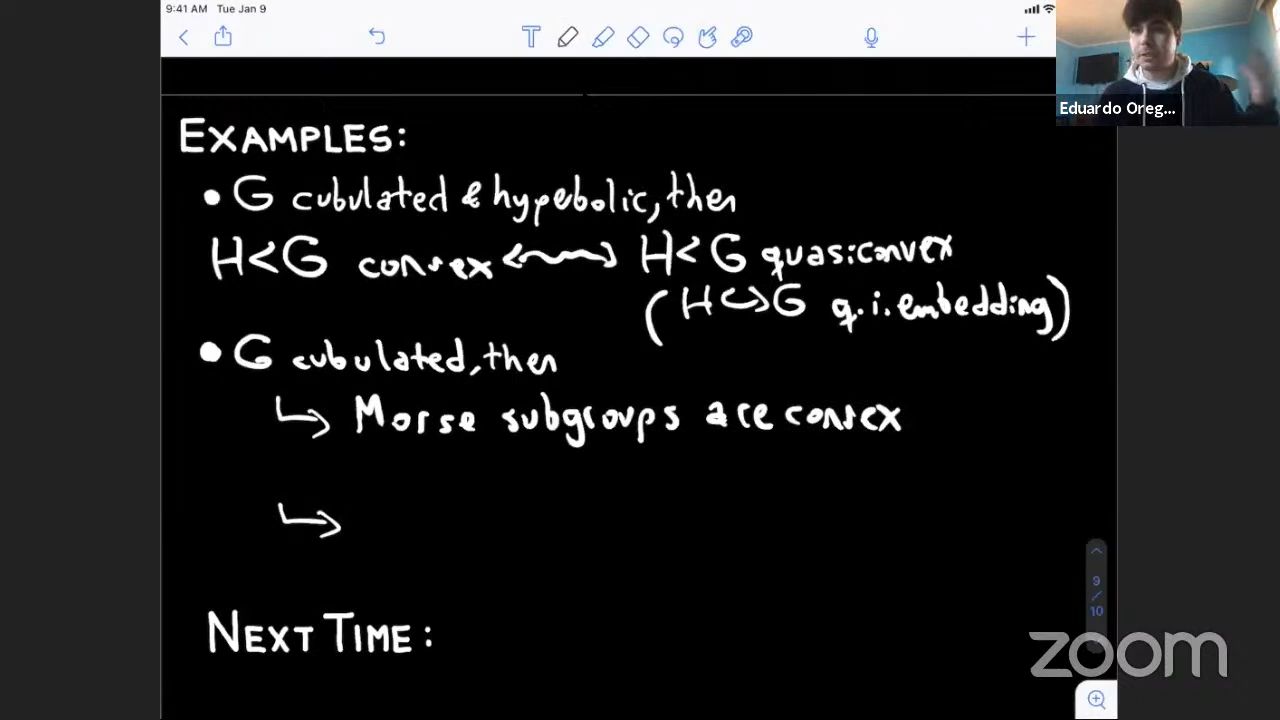 9:41 AM Tue Jan 9
Eduardo Oreg...
EXAMPLES:
• G cubulated & hypebolic, then
H<G convex ↭ H<G quasiconvex
(H↪G q.i. embedding)
• G cubulated, then
↳ Morse subgroups are convex
↳
NEXT TIME:
9
/
10
zoom